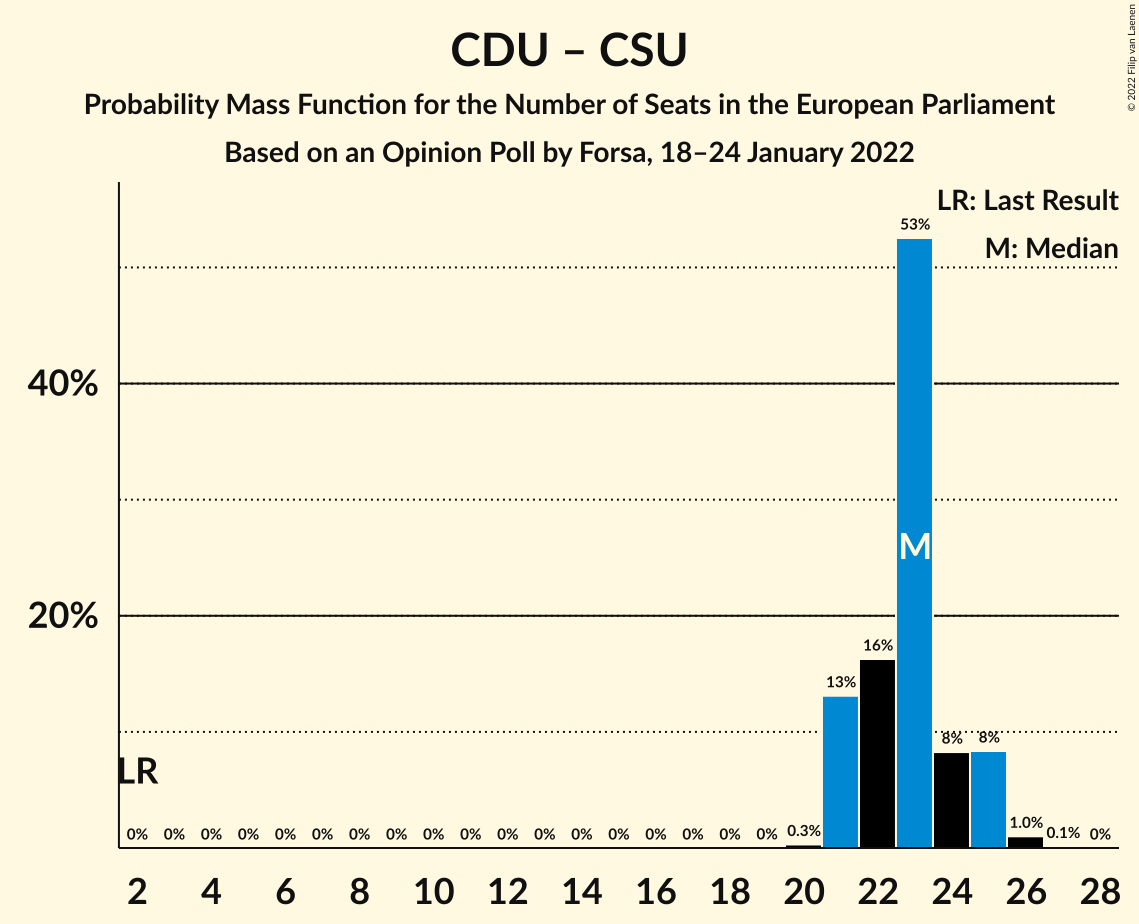 CDU – CSU
Probability Mass Function for the Number of Seats in the European Parliament
Based on an Opinion Poll by Forsa, 18–24 January 2022
© 2022 Filip van Laenen
LR: Last Result
M: Median
53%
40%
M
20%
16%
13%
8% 8%
LR
0% 0% 0% 0% 0% 0% 0% 0% 0% 0% 0% 0% 0% 0% 0% 0% 0% 0% 0.3% 1.0% 0.1% 0%
2 4 6 8 10 12 14 16 18 20 22 24 26 28